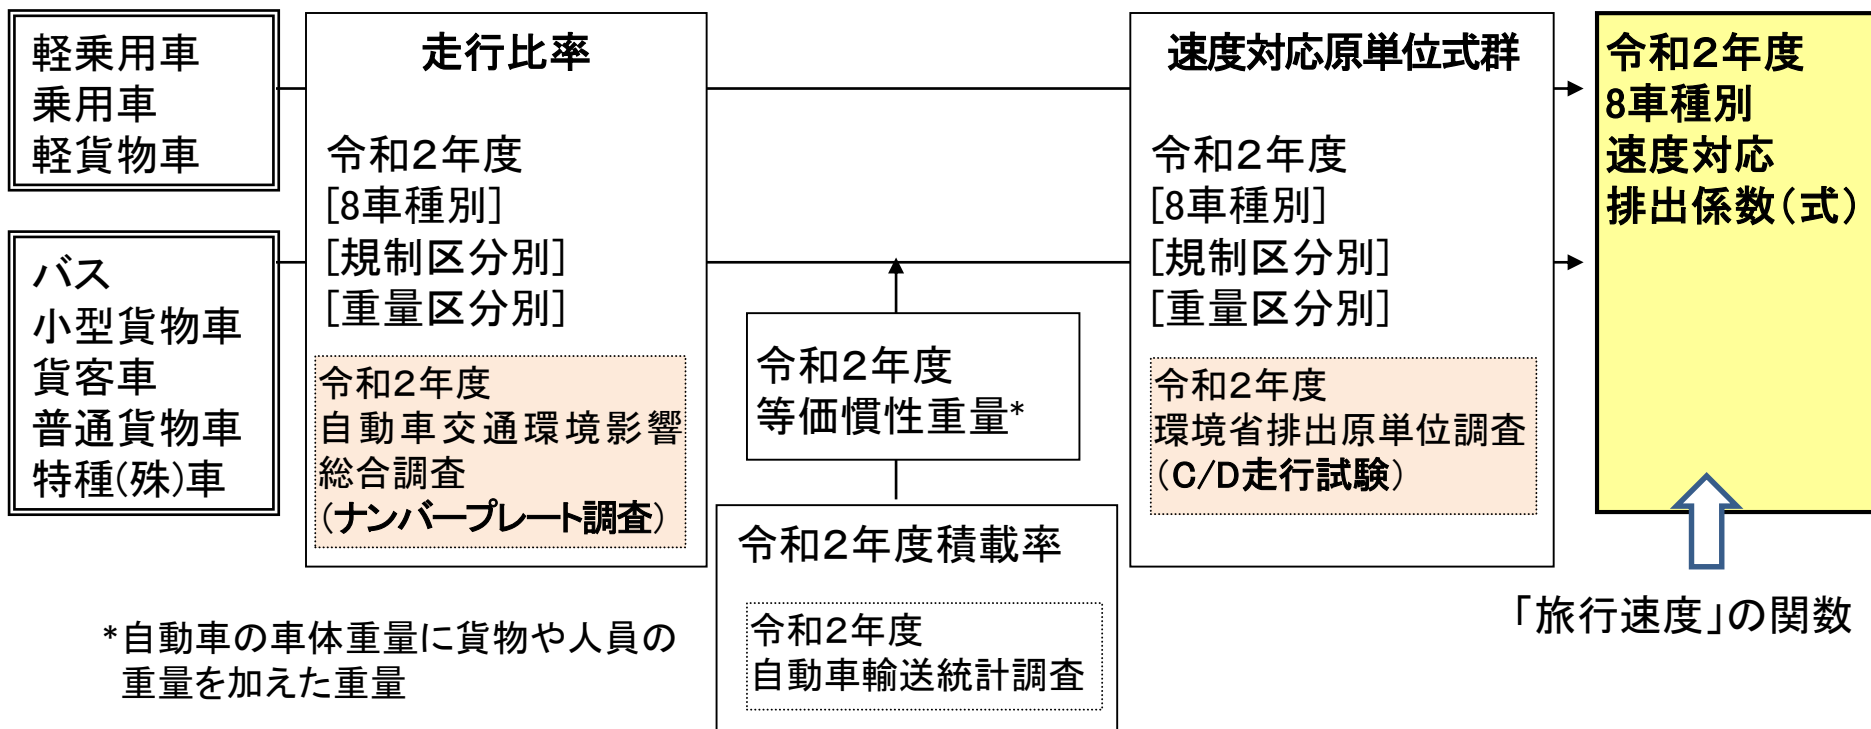 軽乗用車
乗用車
軽貨物車
バス
小型貨物車
貨客車
普通貨物車
特種(殊)車
走行比率
令和2年度
[8車種別]
[規制区分別]
[重量区分別]
令和2年度
自動車交通環境影響
総合調査
(ナンバープレート調査)
令和2年度
等価慣性重量*
令和2年度積載率
令和2年度
自動車輸送統計調査
速度対応原単位式群
令和2年度
[8車種別]
[規制区分別]
[重量区分別]
令和2年度
環境省排出原単位調査
(C/D走行試験)
令和2年度
8車種別
速度対応
排出係数(式)
「旅行速度」の関数
*自動車の車体重量に貨物や人員の
重量を加えた重量